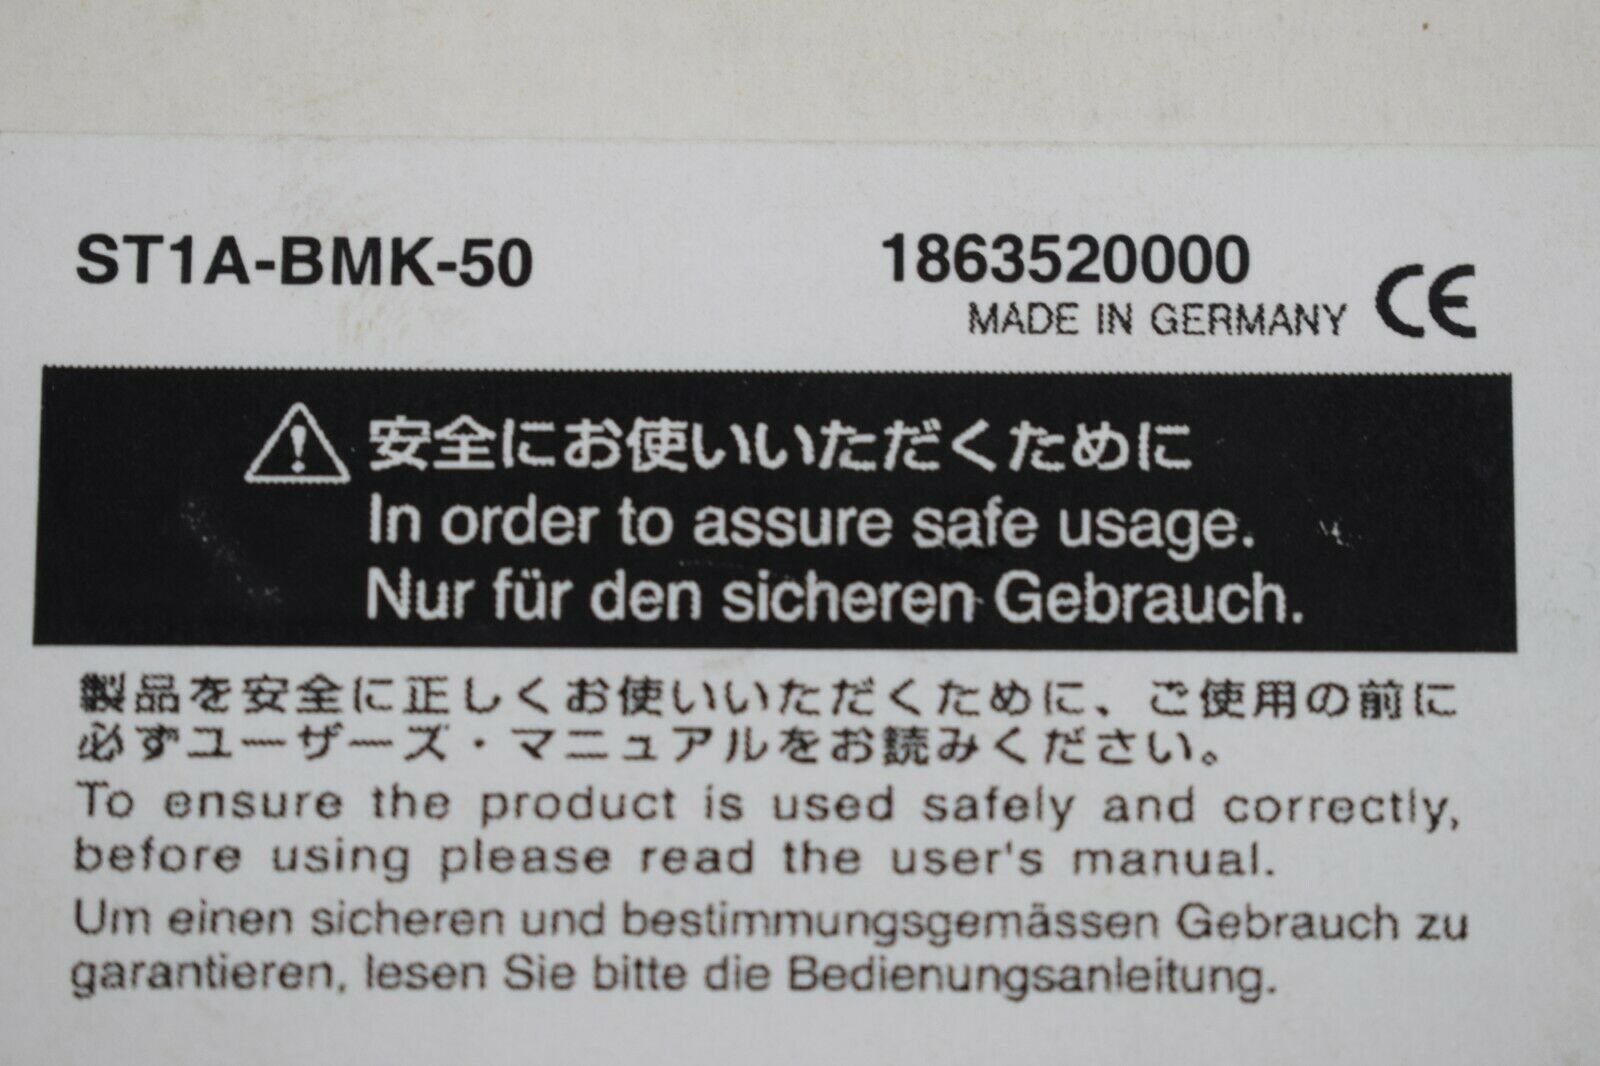 ST1A-BMK-50
1863520000
MADE IN GERMANY CE
安全にお使いいただくために
In order to assure safe usage.
Nur für den sicheren Gebrauch.
製品を安全に正しくお使いいただくために、ご使用の前に
必ずユーザーズ・マニュアルをお読みください。
To ensure the product is used safely and correctly,
before using please read the user's manual.
Um einen sicheren und bestimmungsgemässen Gebrauch zu
garantieren, lesen Sie bitte die Bedienungsanleitung.